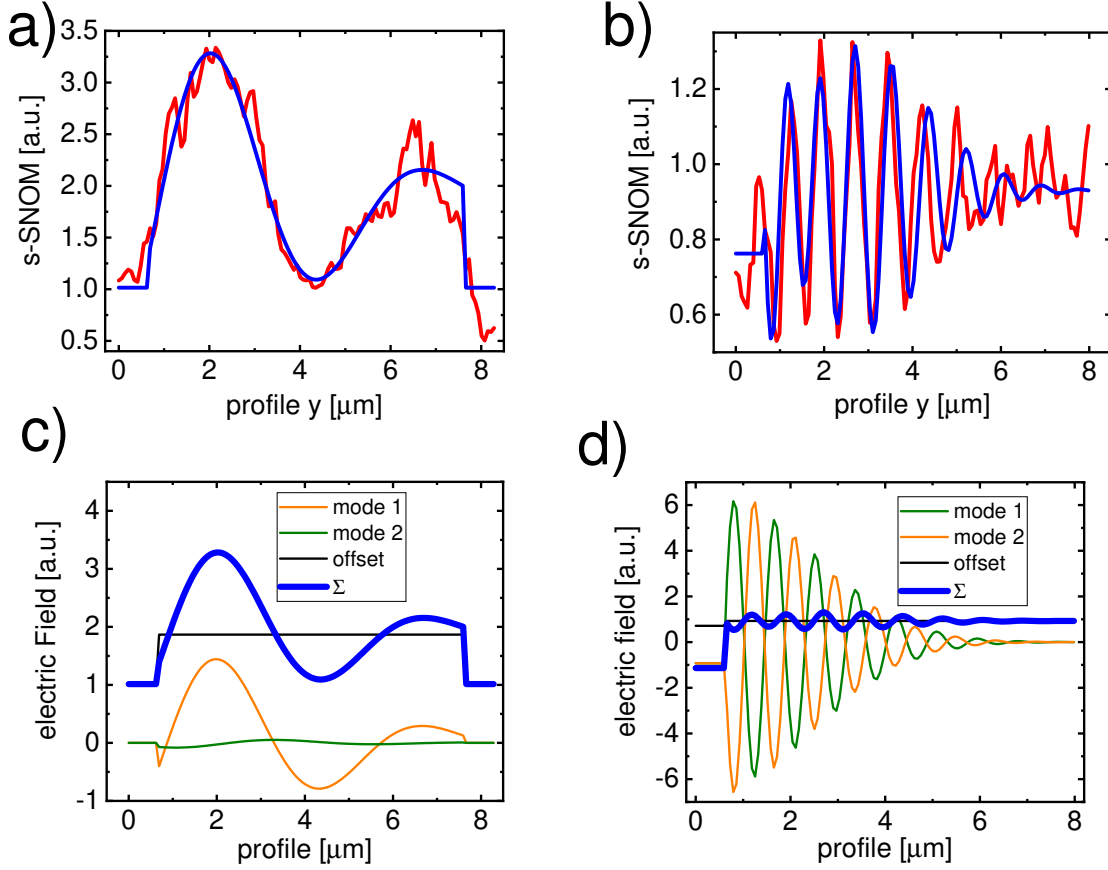 a)
3.5
3.0
2.5
2.0
1.5
1.0
0.5
s-SNOM [a.u.]
0 2 4 6 8
profile y [μm]
b)
1.2
1.0
0.8
0.6
s-SNOM [a.u.]
0 2 4 6 8
profile y [μm]
c)
4
3
2
1
0
-1
electric Field [a.u.]
mode 1
mode 2
offset
Σ
0 2 4 6 8
profile [μm]
d)
6
4
2
0
-2
-4
-6
electric field [a.u.]
mode 1
mode 2
offset
Σ
0 2 4 6 8
profile [μm]